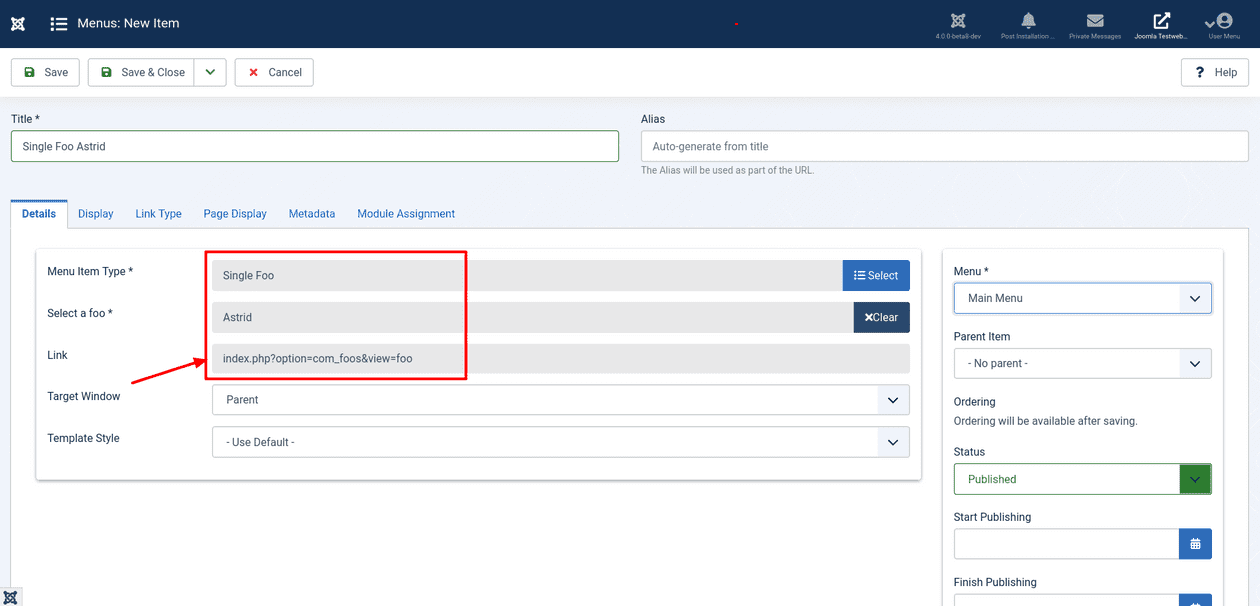 Menus: New Item
4.0.0-beta8-dev
Post Installation ...
Private Messages
Joomla Testweb...
User Menu
Save
Save & Close
Cancel
? Help
Title *
Single Foo Astrid
Alias
Auto-generate from title
The Alias will be used as part of the URL.
Details
Display
Link Type
Page Display
Metadata
Module Assignment
Menu Item Type *
Single Foo
Select
Select a foo *
Astrid
Clear
Link
index.php?option=com_foos&view=foo
Target Window
Parent
Template Style
- Use Default -
Menu *
Main Menu
Parent Item
- No parent -
Ordering
Ordering will be available after saving.
Status
Published
Start Publishing
Finish Publishing